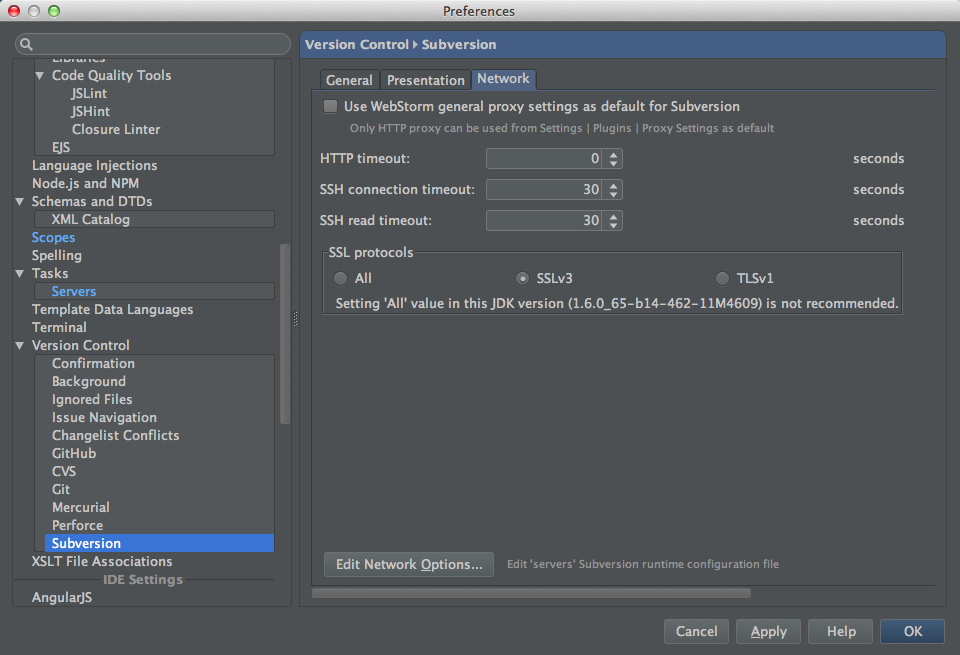 Preferences
Libraries
Code Quality Tools
JSLint
JSHint
Closure Linter
EJS
Language Injections
Node.js and NPM
Schemas and DTDs
XML Catalog
Scopes
Spelling
Tasks
Servers
Template Data Languages
Terminal
Version Control
Confirmation
Background
Ignored Files
Issue Navigation
Changelist Conflicts
GitHub
CVS
Git
Mercurial
Perforce
Subversion
XSLT File Associations
IDE Settings
AngularJS
Version Control Subversion
General Presentation Network
Use WebStorm general proxy settings as default for Subversion
Only HTTP proxy can be used from Settings | Plugins | Proxy Settings as default
HTTP timeout: 0 seconds
SSH connection timeout: 30 seconds
SSH read timeout: 30 seconds
SSL protocols
All SSLv3 TLSv1
Setting 'All' value in this JDK version (1.6.0_65-b14-462-11M4609) is not recommended.
Edit Network Options... Edit 'servers' Subversion runtime configuration file
Cancel Apply Help OK